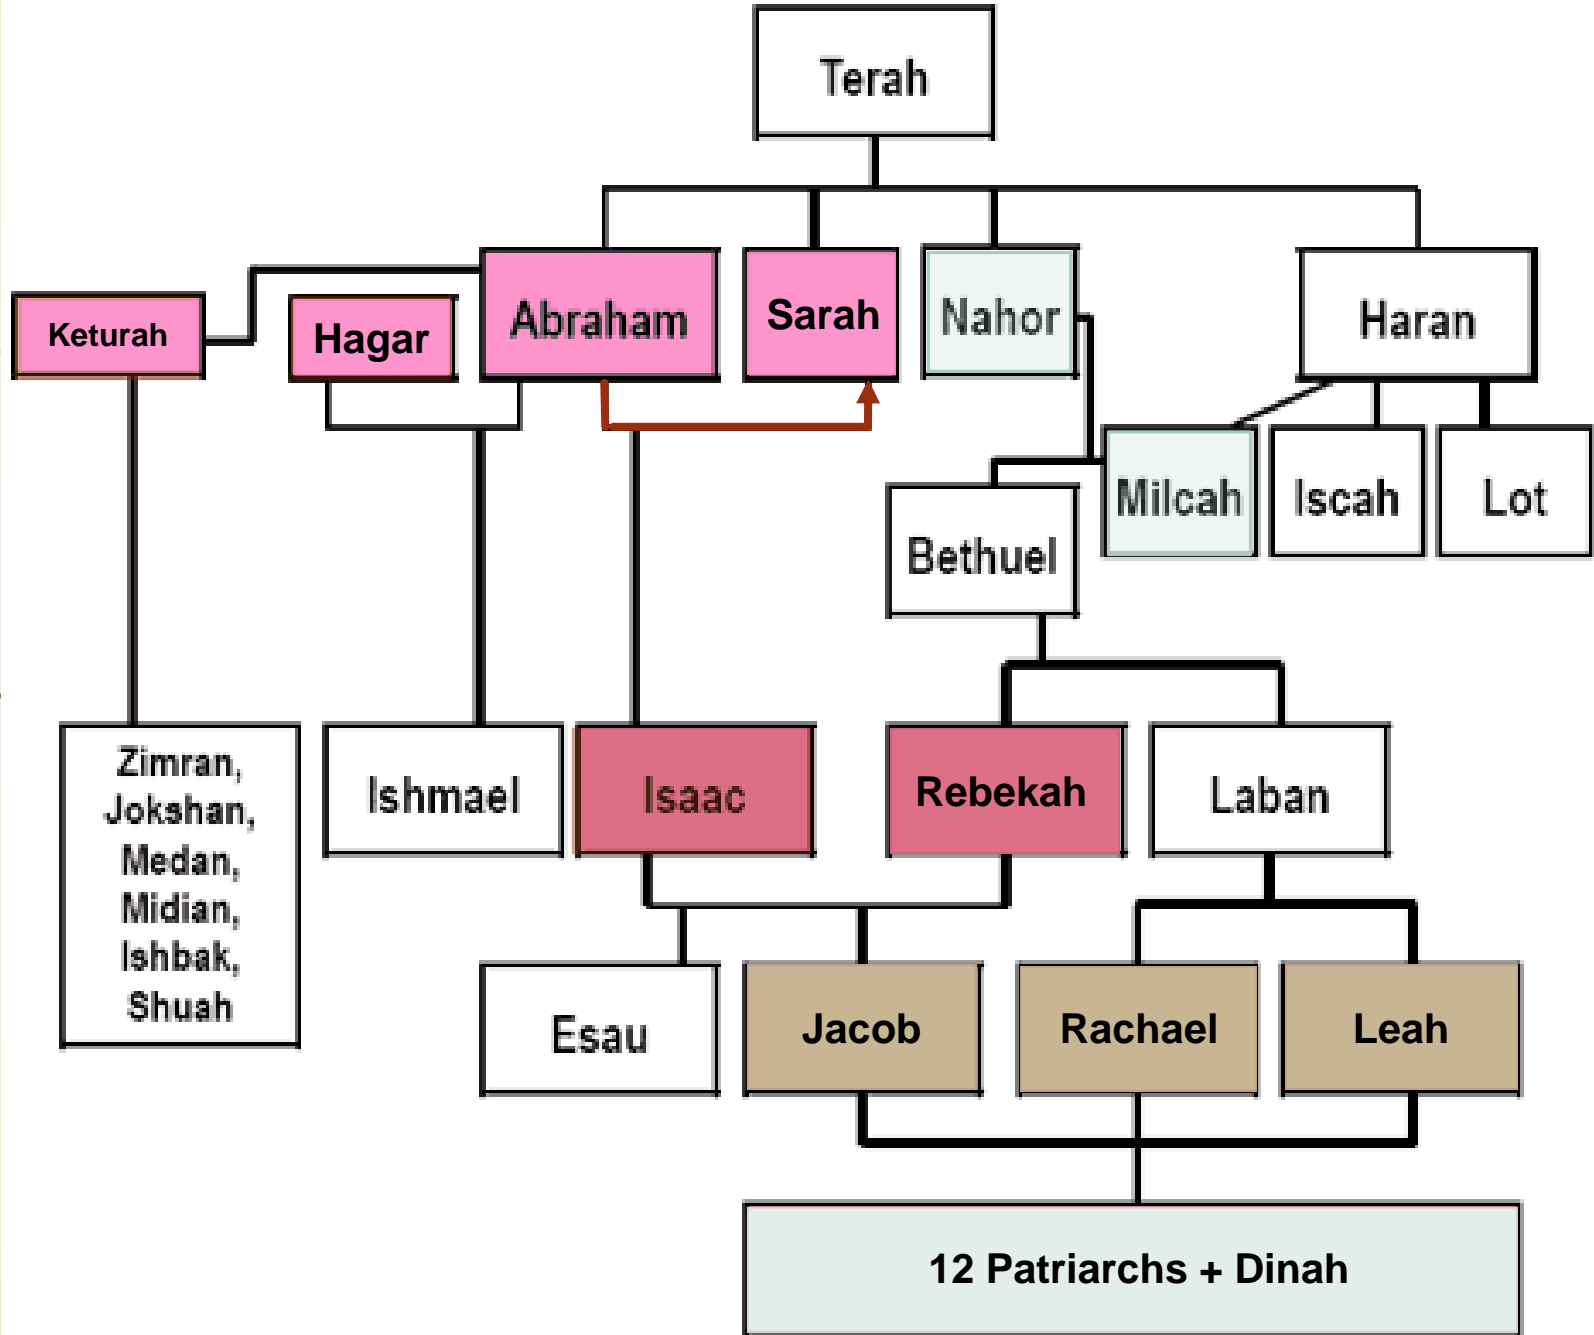 Terah
Keturah
Hagar
Abraham
Sarah
Nahor
Haran
Milcah
Iscah
Lot
Bethuel
Zimran,
Jokshan,
Medan,
Midian,
Ishbak,
Shuah
Ishmael
Isaac
Rebekah
Laban
Esau
Jacob
Rachael
Leah
12 Patriarchs + Dinah